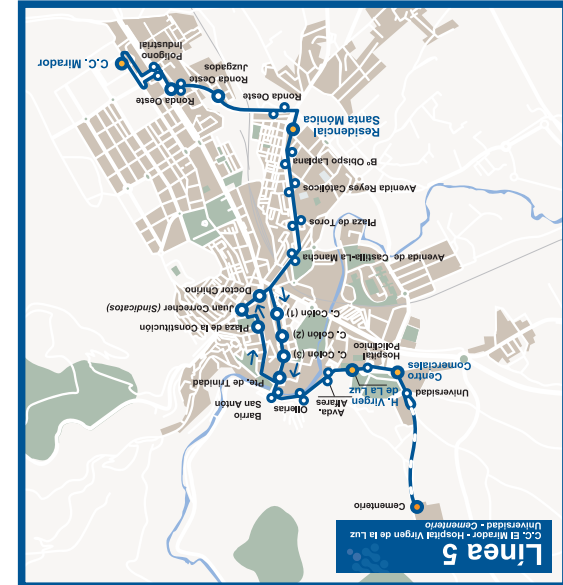 Línea 5
C.C. El Mirador - Hospital Virgen de la Luz
Universidad - Cementerio
Cementerio
Universidad
Centro
Comerciales
Hospital
Policlínico
H. Virgen
de La Luz
Avda.
Alfares
Ollerías
Barrio
San Antón
Pte. de Trinidad
C. Colón (3)
C. Colón (2)
C. Colón (1)
Plaza de la Constitución
Juan Correcher (Sindicatos)
Doctor Chirino
Avenida de Castilla-La Mancha
Plaza de Toros
Avenida Reyes Católicos
Bº Obispo Laplana
Residencial
Santa Mónica
Ronda Oeste
Ronda Oeste
Juzgados
Ronda Oeste
Polígono
Industrial
C.C. Mirador